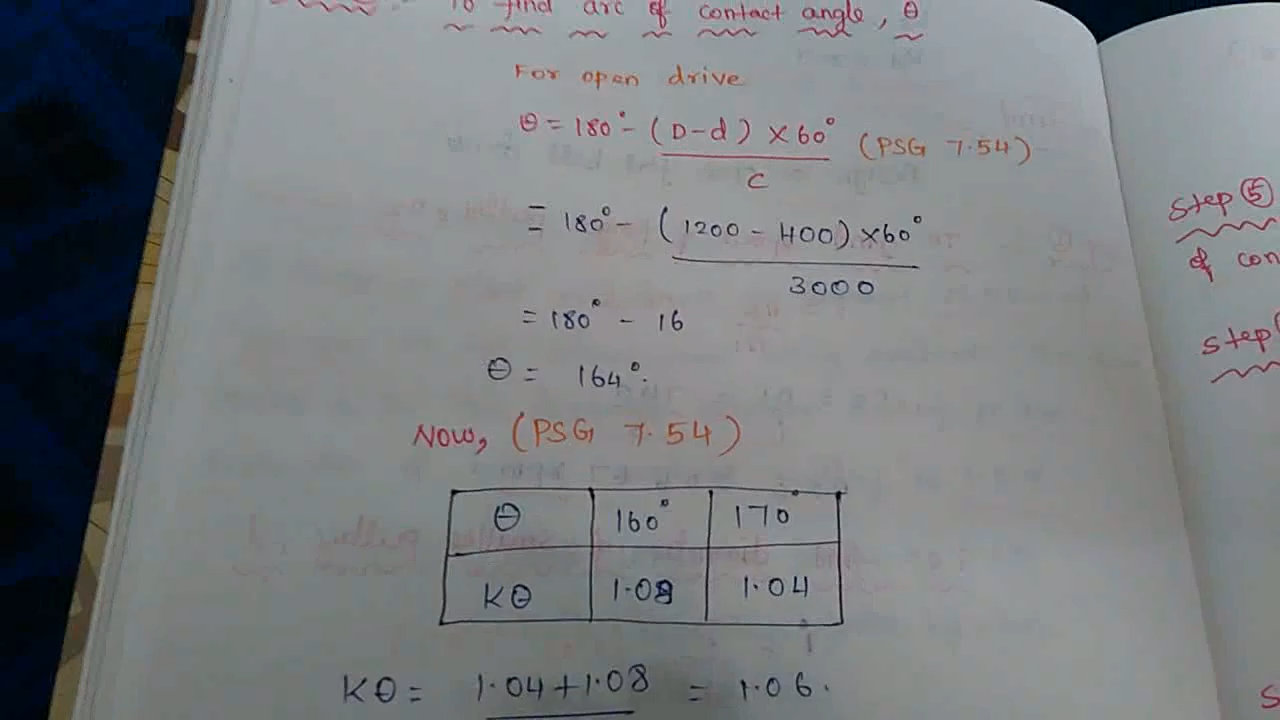 To find arc of contact angle, θ
For open drive
θ = 180° - (D-d) × 60° (PSG 7.54)
C
= 180° - (1200 - 400) × 60°
3000
= 180° - 16
θ = 164°.
Now, (PSG 7.54)
θ 160° 170°
Kθ 1.08 1.04
Kθ = 1.04 + 1.08 = 1.06.
Step ⑤
of con
Step